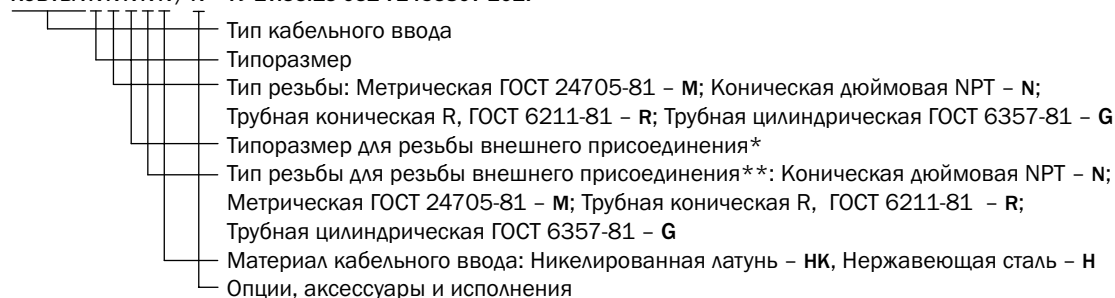 Тип кабельного ввода
Типоразмер
Тип резьбы: Метрическая ГОСТ 24705-81 – М; Коническая дюймовая NPT – N;
Трубная коническая R, ГОСТ 6211-81 – R; Трубная цилиндрическая ГОСТ 6357-81 – G
Типоразмер для резьбы внешнего присоединения*
Тип резьбы для резьбы внешнего присоединения**: Коническая дюймовая NPT – N;
Метрическая ГОСТ 24705-81 – М; Трубная коническая R, ГОСТ 6211-81 – R;
Трубная цилиндрическая ГОСТ 6357-81 – G
Материал кабельного ввода: Никелированная латунь – НК, Нержавеющая сталь – Н
Опции, аксессуары и исполнения